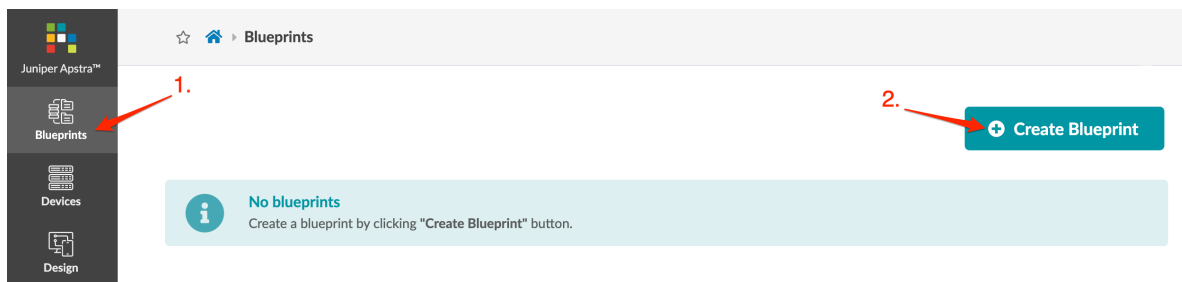 Juniper Apstra™
Blueprints
Devices
Design
Blueprints
1.
2.
Create Blueprint
No blueprints
Create a blueprint by clicking "Create Blueprint" button.